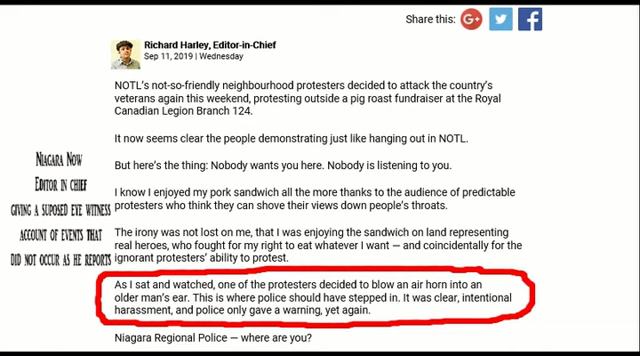 Share this:
Richard Harley, Editor-in-Chief
Sep 11, 2019 | Wednesday
NOTL's not-so-friendly neighbourhood protesters decided to attack the country's
veterans again this weekend, protesting outside a pig roast fundraiser at the Royal
Canadian Legion Branch 124.
It now seems clear the people demonstrating just like hanging out in NOTL.
But here's the thing: Nobody wants you here. Nobody is listening to you.
I know I enjoyed my pork sandwich all the more thanks to the audience of predictable
protesters who think they can shove their views down people's throats.
The irony was not lost on me, that I was enjoying the sandwich on land representing
real heroes, who fought for my right to eat whatever I want — and coincidentally for the
ignorant protesters' ability to protest.
As I sat and watched, one of the protesters decided to blow an air horn into an
older man's ear. This is where police should have stepped in. It was clear, intentional
harassment, and police only gave a warning, yet again.
Niagara Regional Police — where are you?
Niagara Now
Editor in chief
giving a suposed eye witness
account of events that
did not occur as he reports